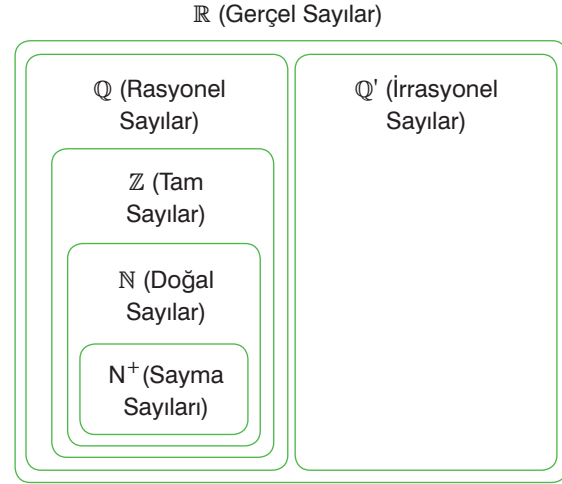 ℝ (Gerçel Sayılar)
ℚ (Rasyonel
Sayılar)
ℚ' (İrrasyonel
Sayılar)
ℤ (Tam
Sayılar)
ℕ (Doğal
Sayılar)
N⁺(Sayma
Sayıları)